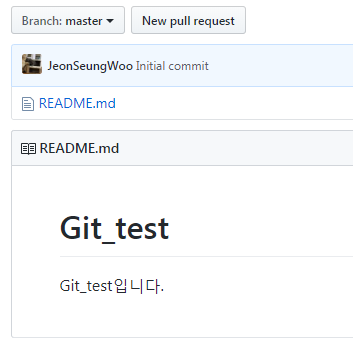 Branch: master New pull request
JeonSeungWoo Initial commit
README.md
README.md
Git_test
Git_test입니다.